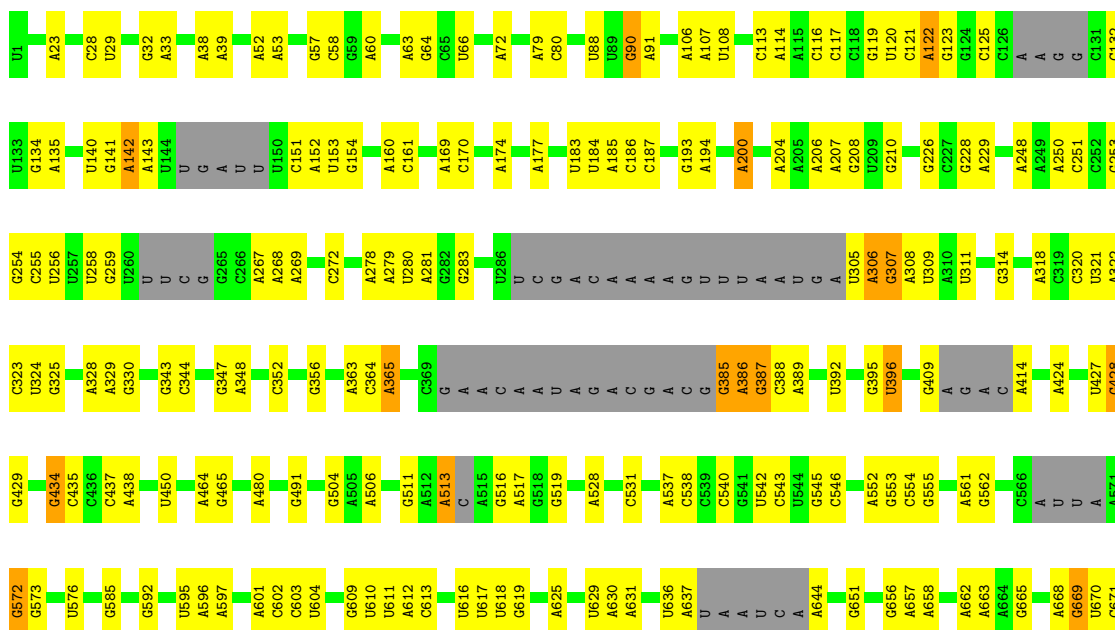 U1 A23 C28 U29 G32 A33 A38 A39 A52 A53 G57 C58 G59 A60 A63 G64 C65 U66 A72 A79 C80 U88 U89 G90 A91 A106 A107 U108 C113 A114 A115 C116 C117 C118 G119 U120 C121 A122 G123 G124 C125 C126 A A G G C131
U133 G134 A135 U140 G141 A142 A143 U144 U G A U U U150 C151 A152 U153 G154 A160 C161 A169 C170 A174 A177 U183 U184 A185 C186 C187 G193 A194 A200 A204 A205 A206 A207 G208 U209 G210 G226 C227 G228 A229 A248 A249 A250 C251 C252 G253
G254 C255 U256 U257 U258 G259 U260 U U C G G265 C266 A267 A268 A269 C272 A278 A279 U280 A281 G282 G283 U286 U C G A C A A A A G U U U A A U G A U305 A306 G307 A308 U309 A310 U311 G314 A318 C319 C320 U321 A322
C323 U324 G325 A328 A329 G330 G343 C344 G347 A348 C352 G356 A363 C364 A365 C369 G A A C A A U A G A C G A C G G385 A386 G387 C388 A389 U392 G395 U396 G409 A G A C A414 A424 U427 G428
G429 G434 C435 C436 C437 A438 U450 A464 G465 A480 G491 G504 A505 A506 G511 A512 A513 C A515 G516 A517 G518 G519 A528 C531 A537 C538 C539 C540 G541 U542 C543 U544 G545 C546 A552 G553 C554 G555 A561 G562 C566 A U U A A571
G572 G573 U576 G585 G592 U595 A596 A597 A601 C602 C603 U604 G609 U610 U611 A612 C613 U616 U617 U618 G619 A625 U629 A630 A631 U636 A637 U A A U C A A644 G651 G656 A657 A658 A662 A663 A664 G665 A668 G669 U670